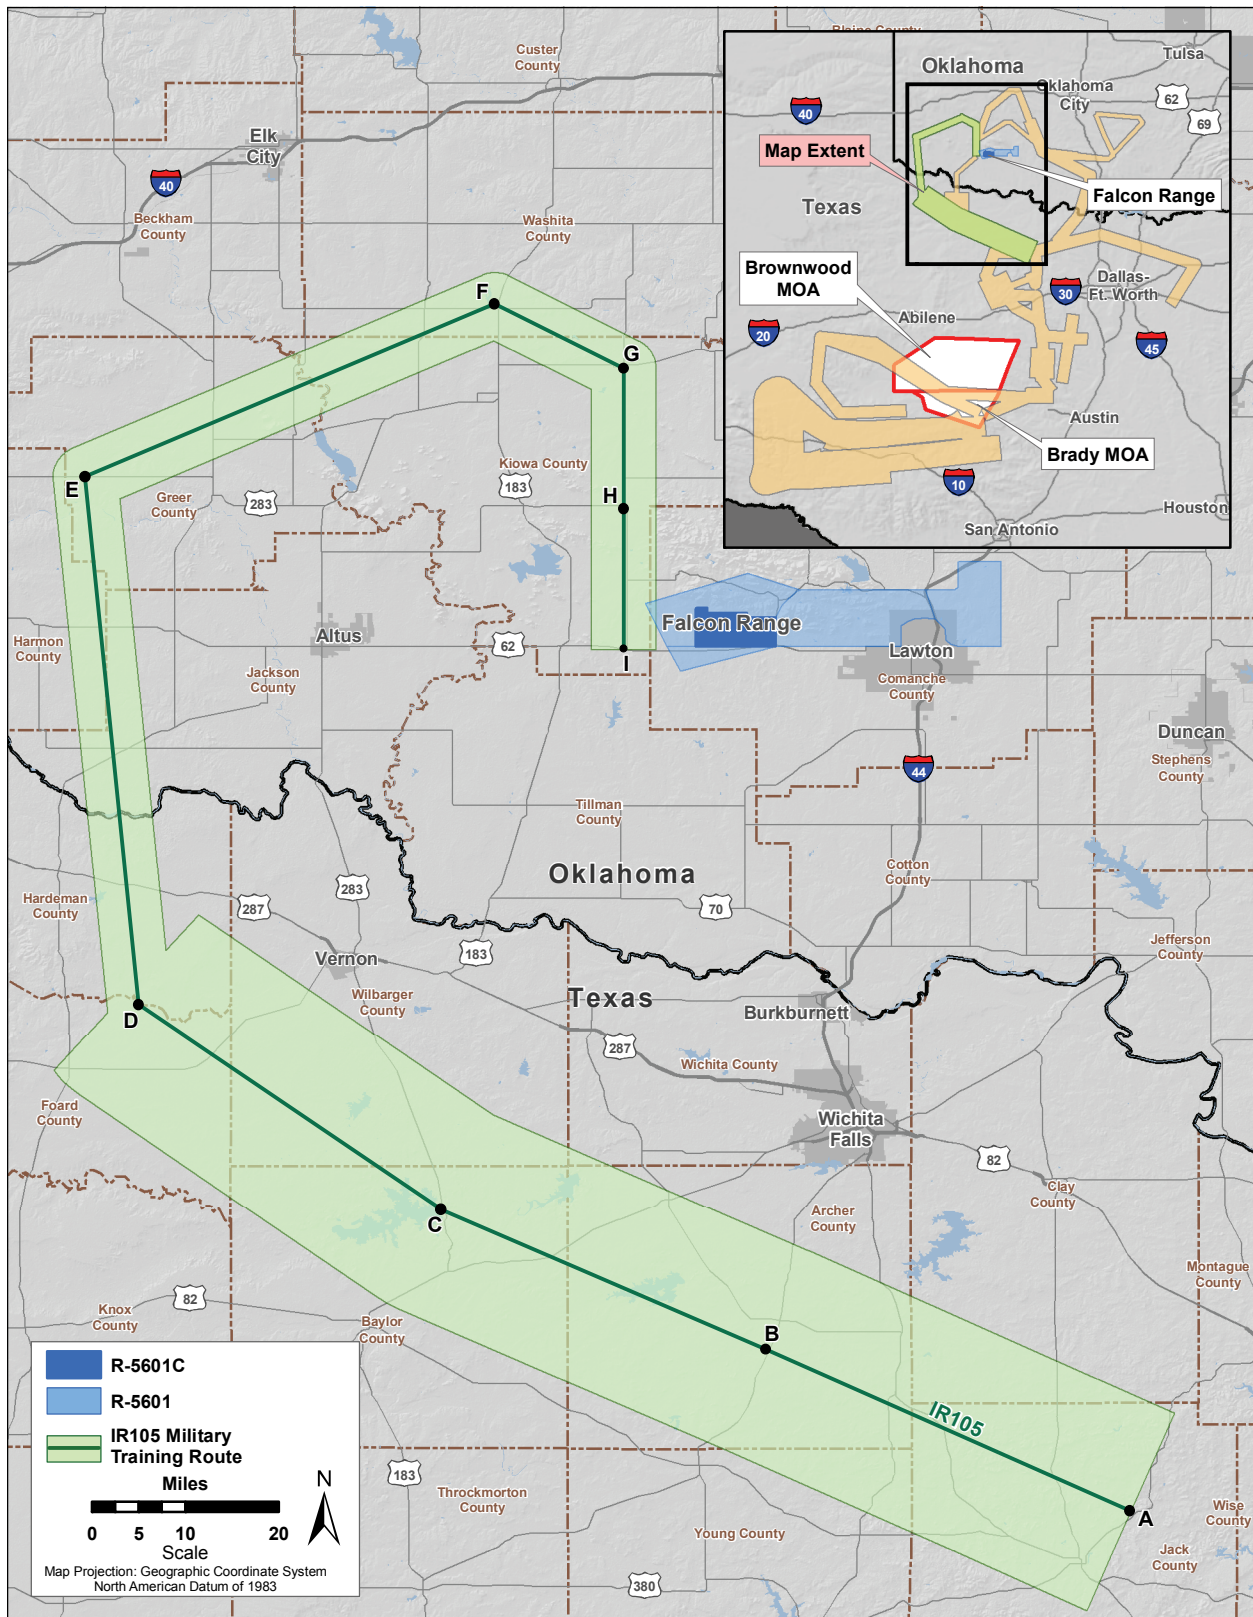 Custer
County
Blaine County
Elk
City
40
Beckham
County
Washita
County
F
G
E
Greer
County
283
Kiowa County
183
H
Harmon
County
Altus
62
I
Jackson
County
Falcon Range
Lawton
Comanche
County
Duncan
Stephens
County
44
Tillman
County
Oklahoma
Cotton
County
Hardeman
County
287
283
70
Vernon
183
Jefferson
County
Wilbarger
County
Texas
D
Burkburnett
287
Wichita County
Foard
County
Wichita
Falls
82
Clay
County
Archer
County
C
Montague
County
Knox
County
82
Baylor
County
B
IR105
A
183
Throckmorton
County
Young County
Wise
County
Jack
County
380
Tulsa
Oklahoma
Oklahoma
City
62
69
40
Map Extent
Falcon Range
Texas
Brownwood
MOA
Dallas-
Ft. Worth
30
Abilene
20
45
Austin
Brady MOA
10
Houston
San Antonio
R-5601C
R-5601
IR105 Military
Training Route
Miles
N
0 5 10 20
Scale
Map Projection: Geographic Coordinate System
North American Datum of 1983